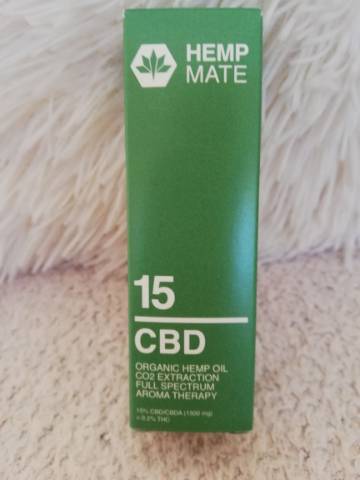 HEMP
MATE
15
CBD
ORGANIC HEMP OIL
CO2 EXTRACTION
FULL SPECTRUM
AROMA THERAPY
15% CBD/CBDA (1500 mg)
< 0.2% THC